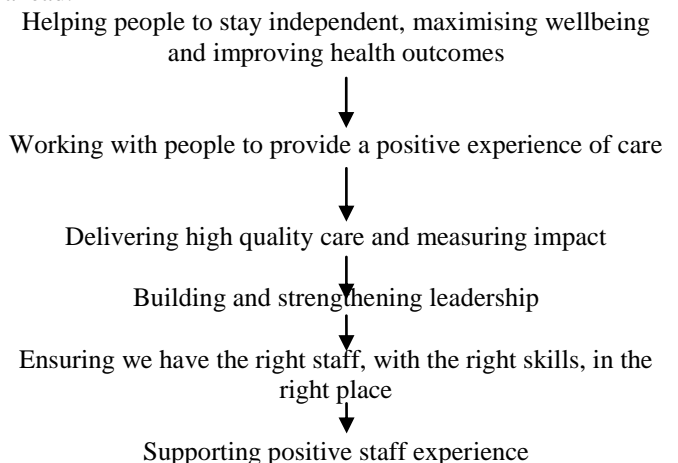 Helping people to stay independent, maximising wellbeing
and improving health outcomes
Working with people to provide a positive experience of care
Delivering high quality care and measuring impact
Building and strengthening leadership
Ensuring we have the right staff, with the right skills, in the
right place
Supporting positive staff experience